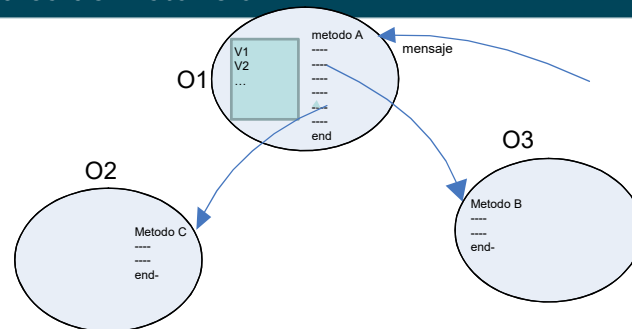 metodo A
----
----
----
----
----
----
end
V1
V2
…
mensaje
O1
O3
O2
Metodo B
----
----
end-
Metodo C
----
----
end-